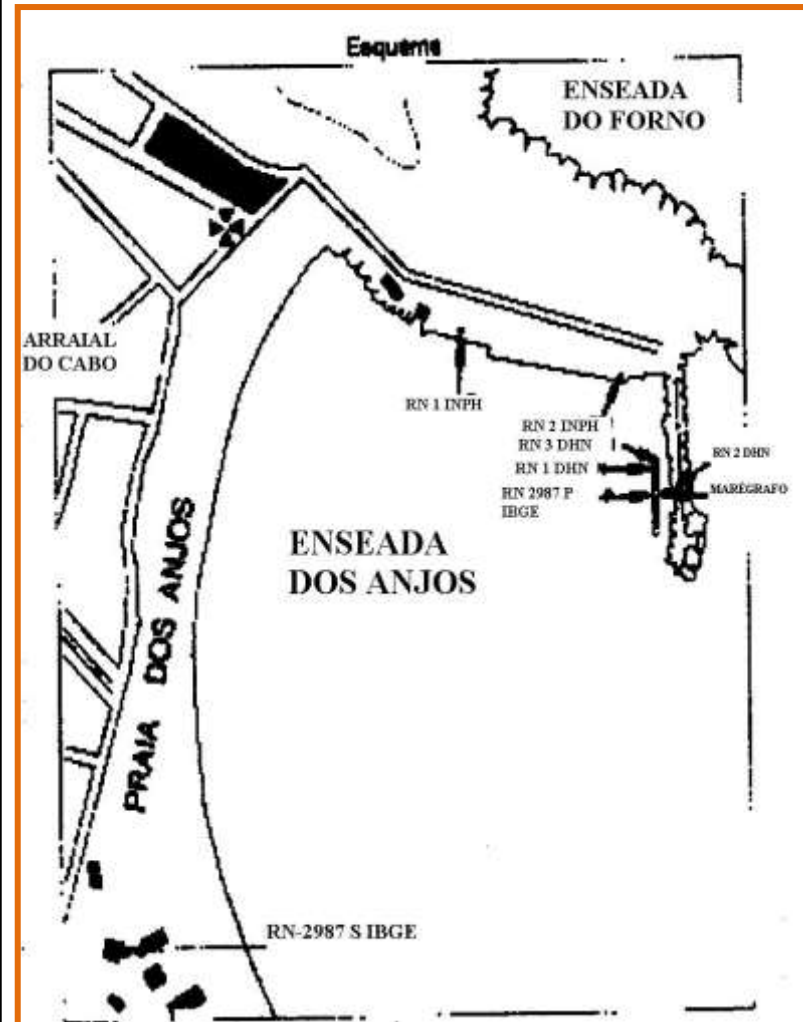 Esquema
ENSEADA
DO FORNO
ARRAIAL
DO CABO
RN 1 INPH
RN 2 INPH
RN 3 DHN
RN 1 DHN
RN 2987 P
IBGE
RN 2 DHN
MARÉGRAFO
ENSEADA
DOS ANJOS
PRAIA DOS ANJOS
RN-2987 S IBGE